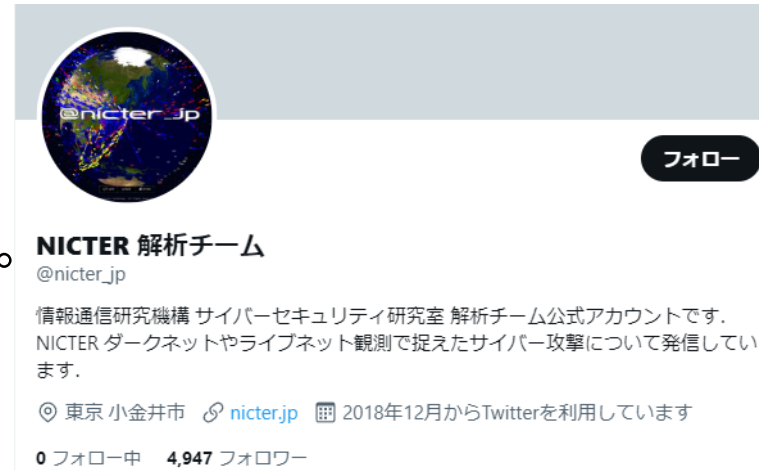 @nicter_jp
フォロー
NICTER 解析チーム
@nicter_jp
情報通信研究機構 サイバーセキュリティ研究室 解析チーム公式アカウントです.
NICTER ダークネットやライブネット観測で捉えたサイバー攻撃について発信してい
ます.
東京 小金井市 nicter.jp 2018年12月からTwitterを利用しています
0 フォロー中 4,947 フォロワー